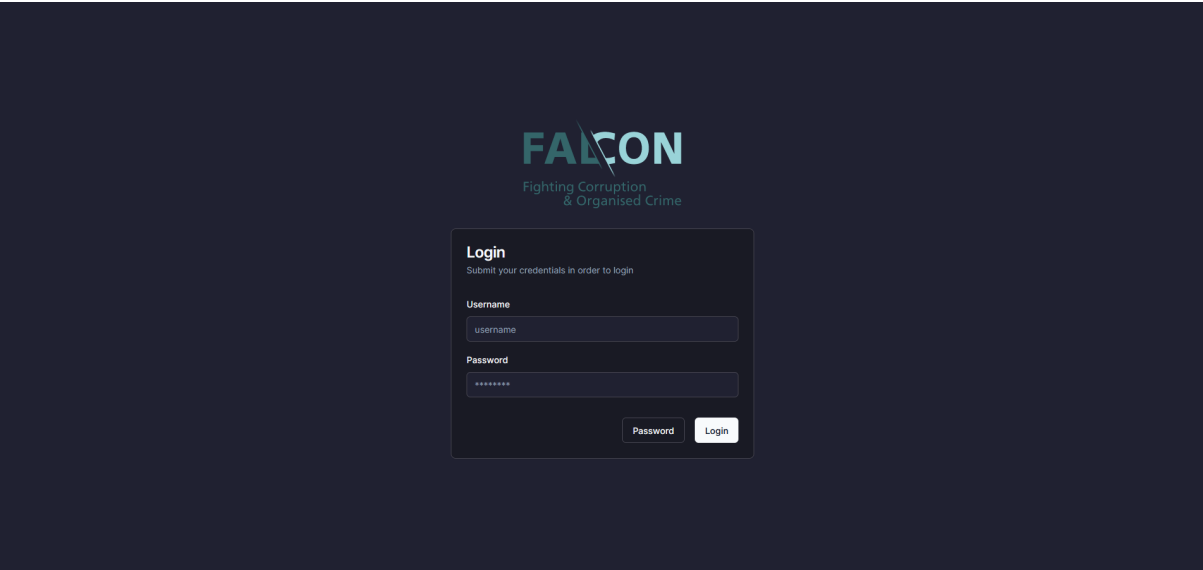 FALCON
Fighting Corruption
& Organised Crime
Login
Submit your credentials in order to login
Username
username
Password
********
Password
Login